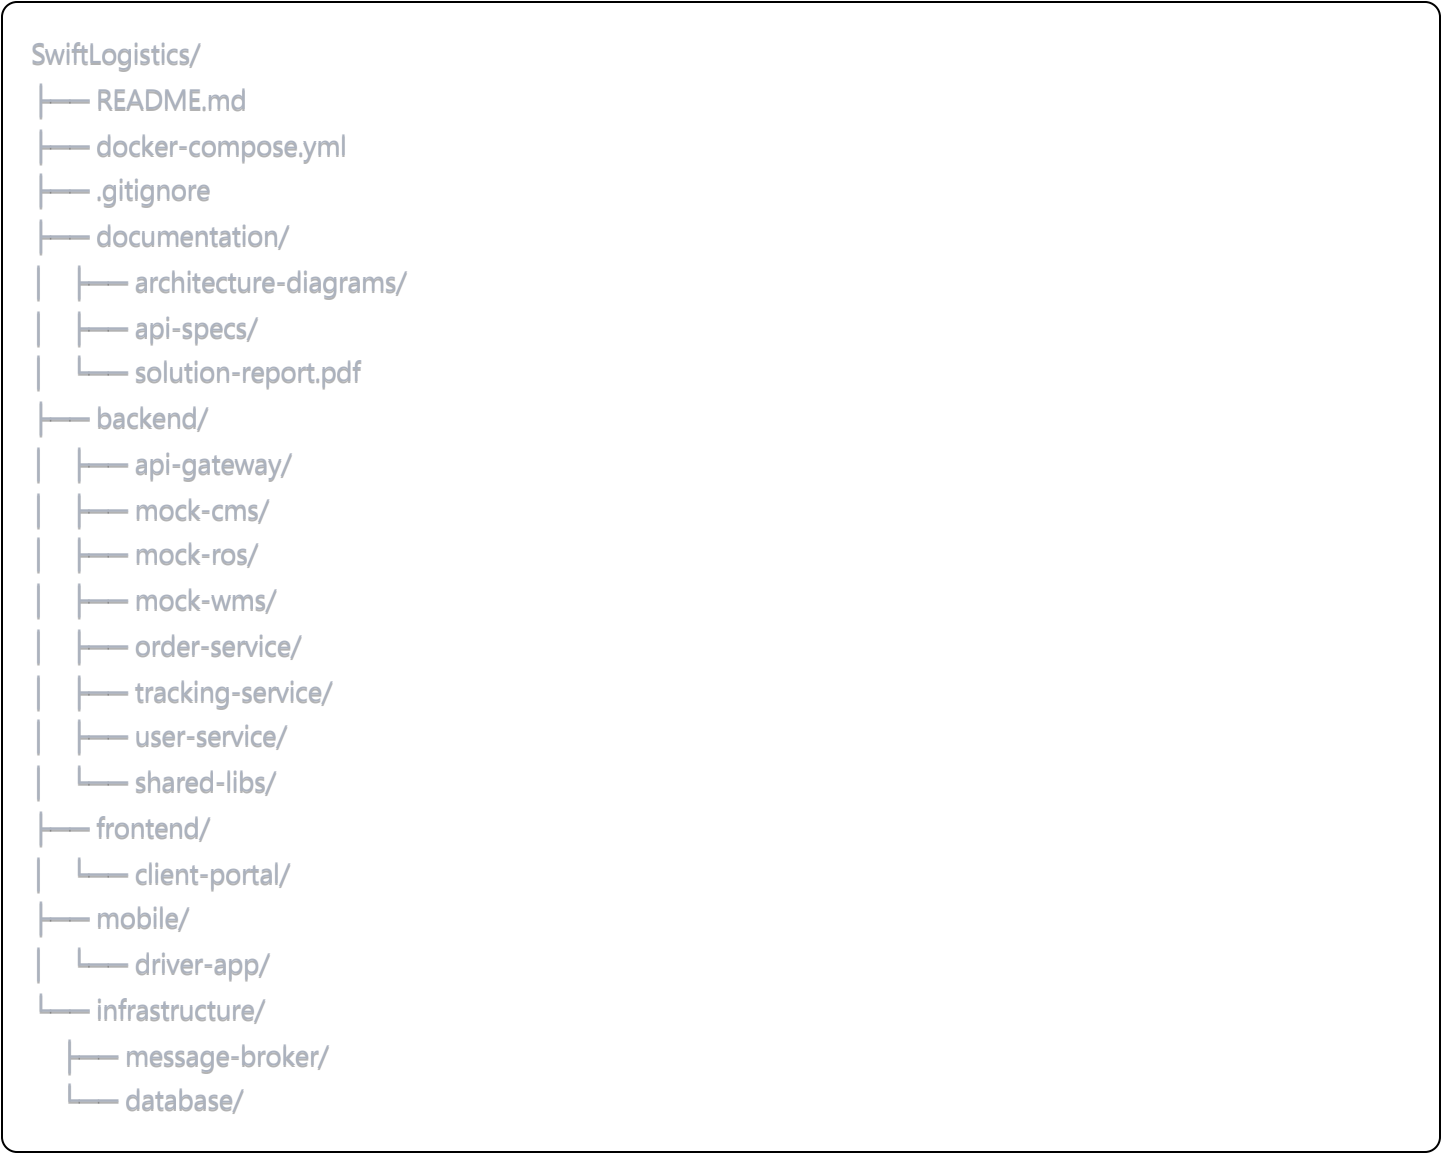 SwiftLogistics/
├── README.md
├── docker-compose.yml
├── .gitignore
├── documentation/
│   ├── architecture-diagrams/
│   ├── api-specs/
│   └── solution-report.pdf
├── backend/
│   ├── api-gateway/
│   ├── mock-cms/
│   ├── mock-ros/
│   ├── mock-wms/
│   ├── order-service/
│   ├── tracking-service/
│   ├── user-service/
│   └── shared-libs/
├── frontend/
│   └── client-portal/
├── mobile/
│   └── driver-app/
└── infrastructure/
    ├── message-broker/
    └── database/